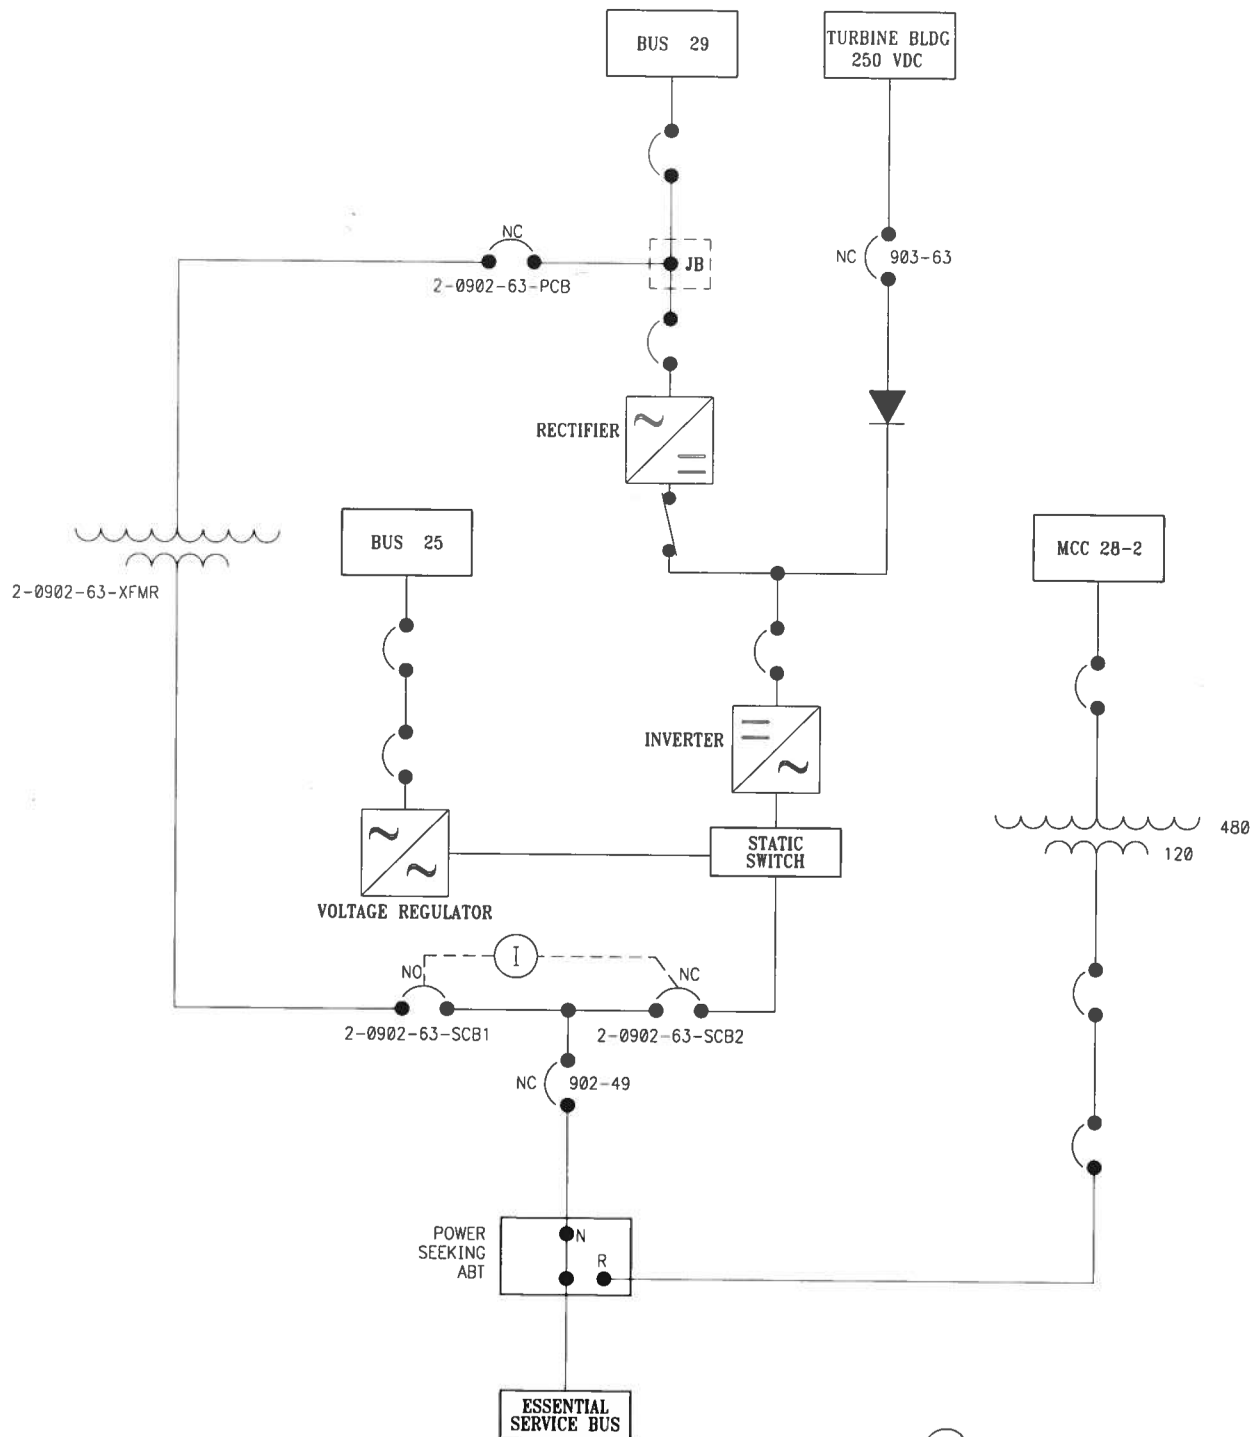 BUS 29
TURBINE BLDG
250 VDC
NC
2-0902-63-PCB
JB
NC
903-63
RECTIFIER
BUS 25
MCC 28-2
2-0902-63-XFMR
INVERTER
STATIC
SWITCH
480
120
VOLTAGE REGULATOR
I
NO
NC
2-0902-63-SCB1
2-0902-63-SCB2
NC
902-49
POWER
SEEKING
ABT
N
R
ESSENTIAL
SERVICE BUS